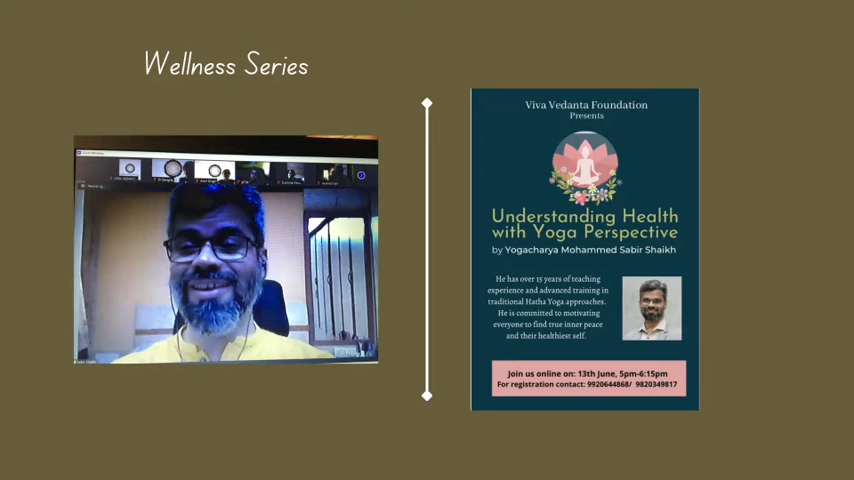 Wellness Series
Viva Vedanta Foundation
Presents
Understanding Health
with Yoga Perspective
by Yogacharya Mohammed Sabir Shaikh
He has over 15 years of teaching
experience and advanced training in
traditional Hatha Yoga approaches.
He is committed to motivating
everyone to find true inner peace
and their healthiest self.
Join us online on: 13th June, 5pm-6:15pm
For registration contact: 9920644868/ 9820349817